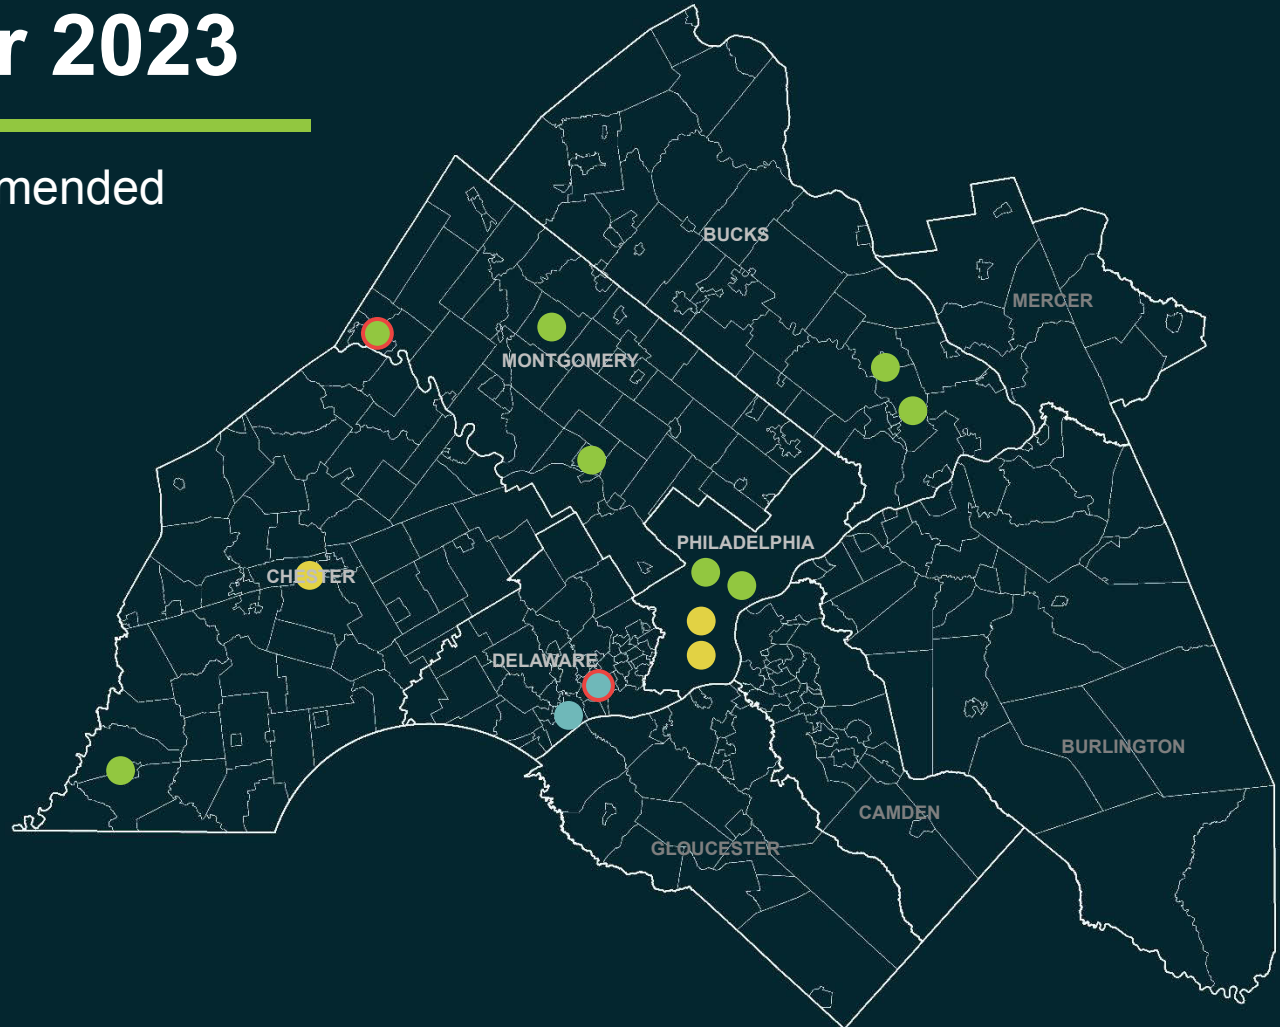 r 2023
mended
BUCKS
MERCER
MONTGOMERY
PHILADELPHIA
CHESTER
DELAWARE
BURLINGTON
CAMDEN
GLOUCESTER